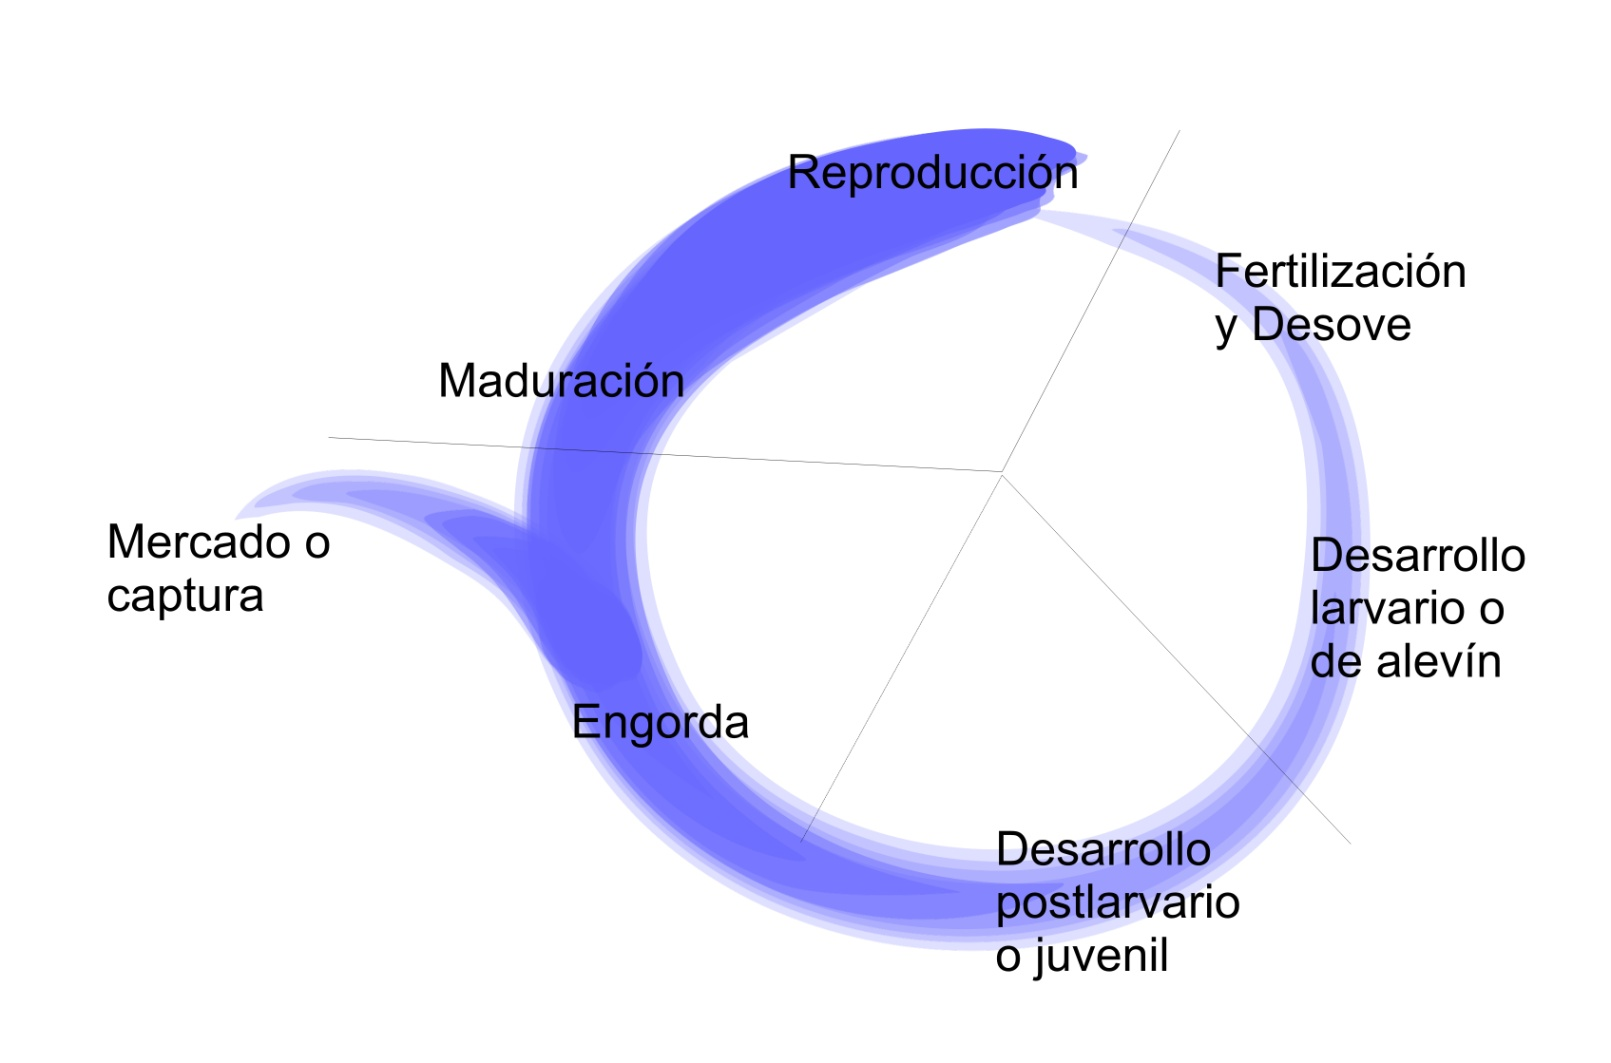 Reproducción
Fertilización
y Desove
Maduración
Mercado o
captura
Desarrollo
larvario o
de alevín
Engorda
Desarrollo
postlarvario
o juvenil